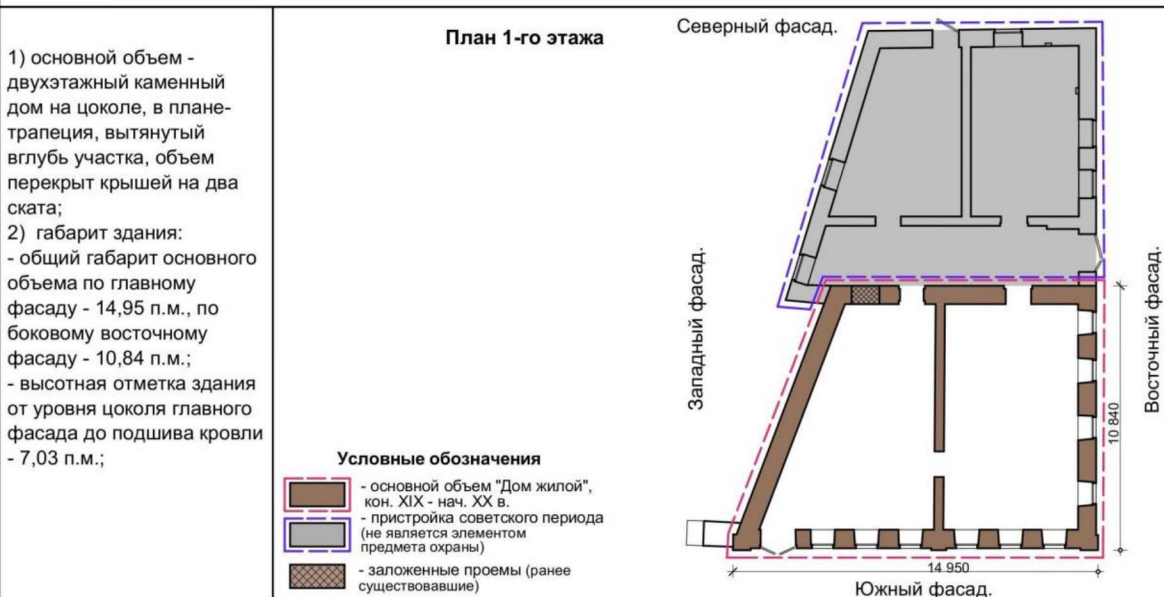 1) основной объем -
двухэтажный каменный
дом на цоколе, в плане-
трапеция, вытянутый
вглубь участка, объем
перекрыт крышей на два
ската;
2) габарит здания:
- общий габарит основного
объема по главному
фасаду - 14,95 п.м., по
боковому восточному
фасаду - 10,84 п.м.;
- высотная отметка здания
от уровня цоколя главного
фасада до подшива кровли
- 7,03 п.м.;
План 1-го этажа
Северный фасад.
Западный фасад.
Восточный фасад.
10 840
14 950
Южный фасад.
Условные обозначения
- основной объем "Дом жилой",
кон. XIX - нач. XX в.
- пристройка советского периода
(не является элементом
предмета охраны)
- заложенные проемы (ранее
существовавшие)